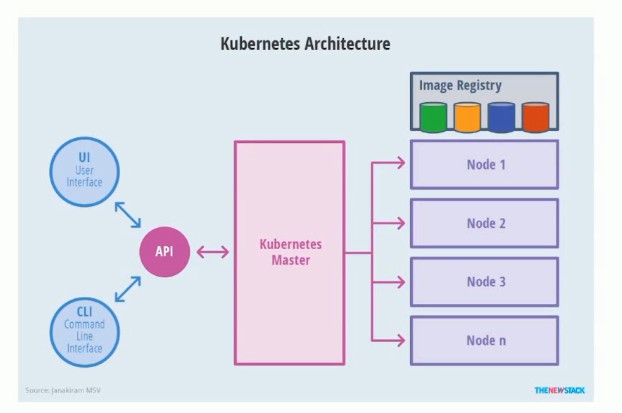 Kubernetes Architecture
Image Registry
UI
User
Interface
API
CLI
Command
Line
Interface
Kubernetes
Master
Node 1
Node 2
Node 3
Node n
Source: Janakiram MSV
THENEWSTACK